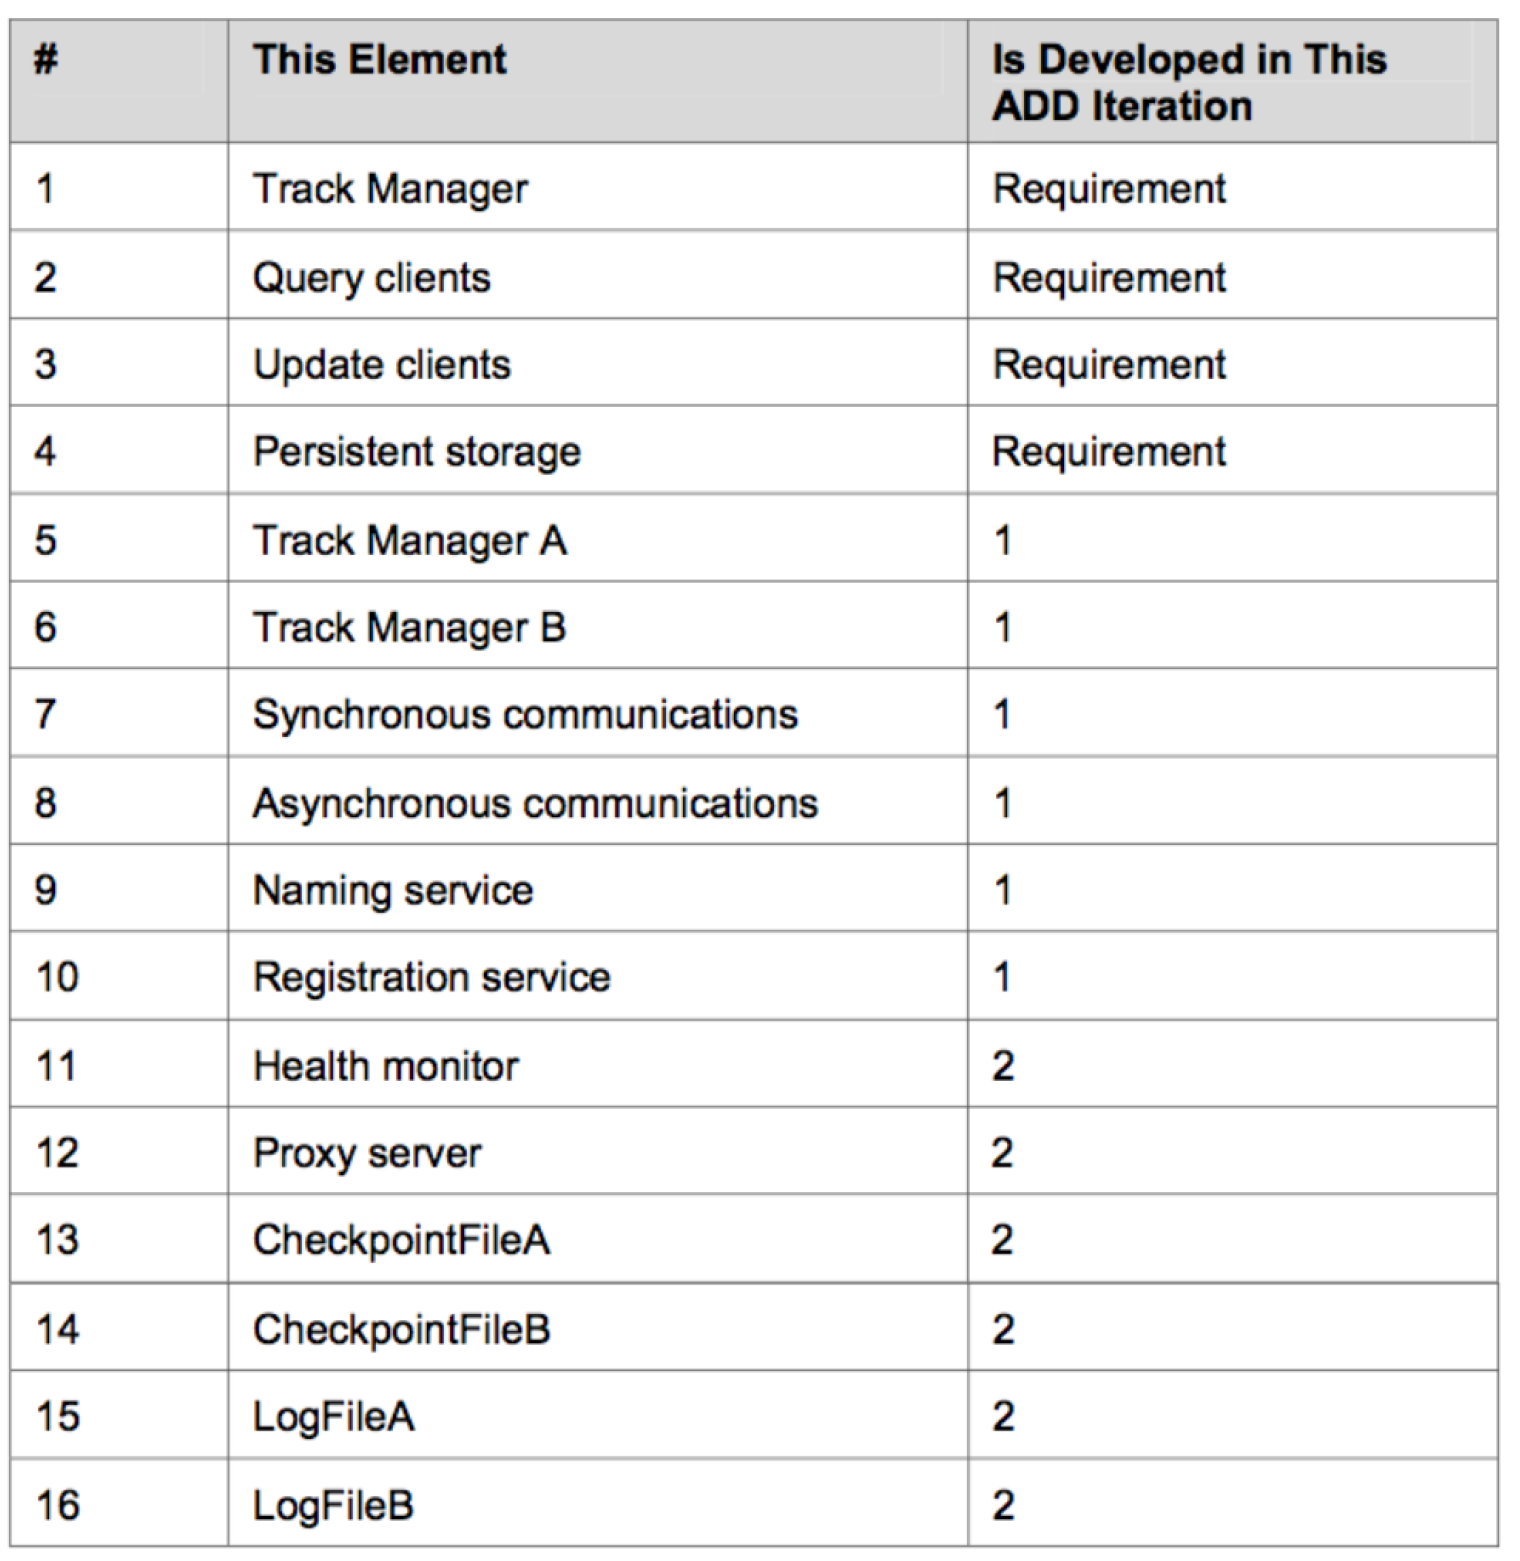 # This Element Is Developed in This
ADD Iteration
1 Track Manager Requirement
2 Query clients Requirement
3 Update clients Requirement
4 Persistent storage Requirement
5 Track Manager A 1
6 Track Manager B 1
7 Synchronous communications 1
8 Asynchronous communications 1
9 Naming service 1
10 Registration service 1
11 Health monitor 2
12 Proxy server 2
13 CheckpointFileA 2
14 CheckpointFileB 2
15 LogFileA 2
16 LogFileB 2